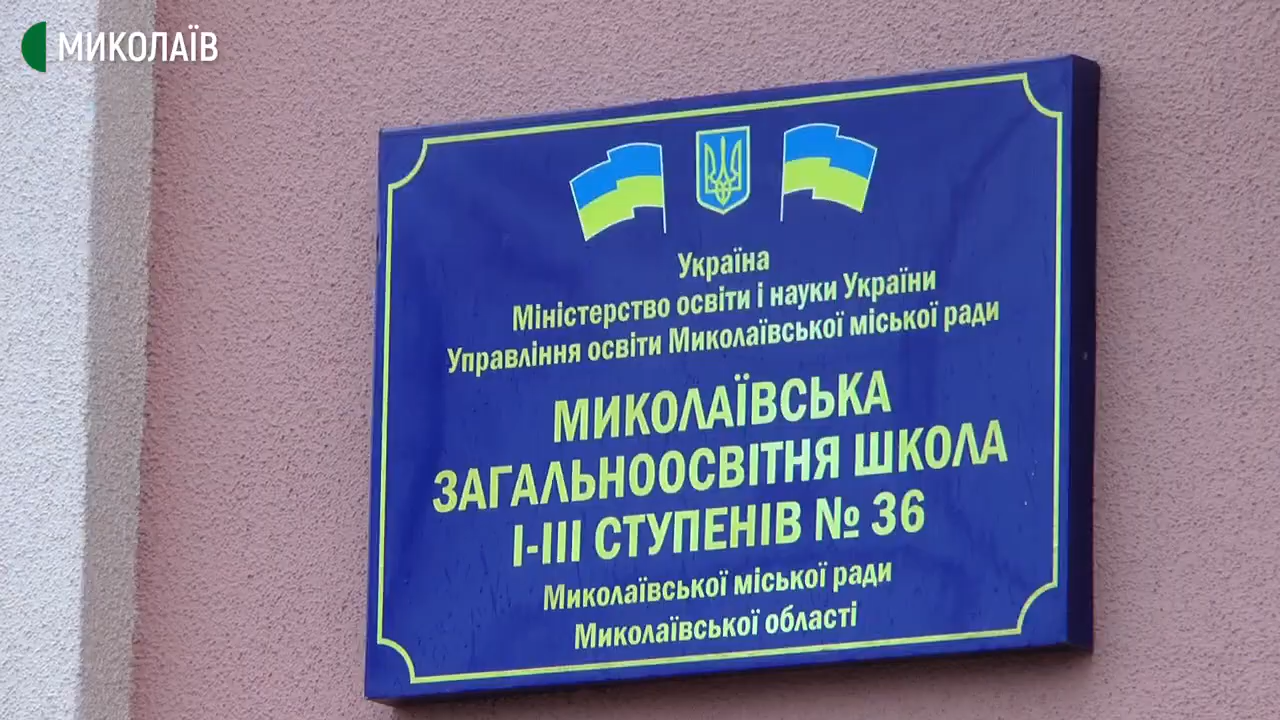 МИКОЛАЇВ
Україна
Міністерство освіти і науки України
Управління освіти Миколаївської міської ради
МИКОЛАЇВСЬКА
ЗАГАЛЬНООСВІТНЯ ШКОЛА
І-ІІІ СТУПЕНІВ № 36
Миколаївської міської ради
Миколаївської області